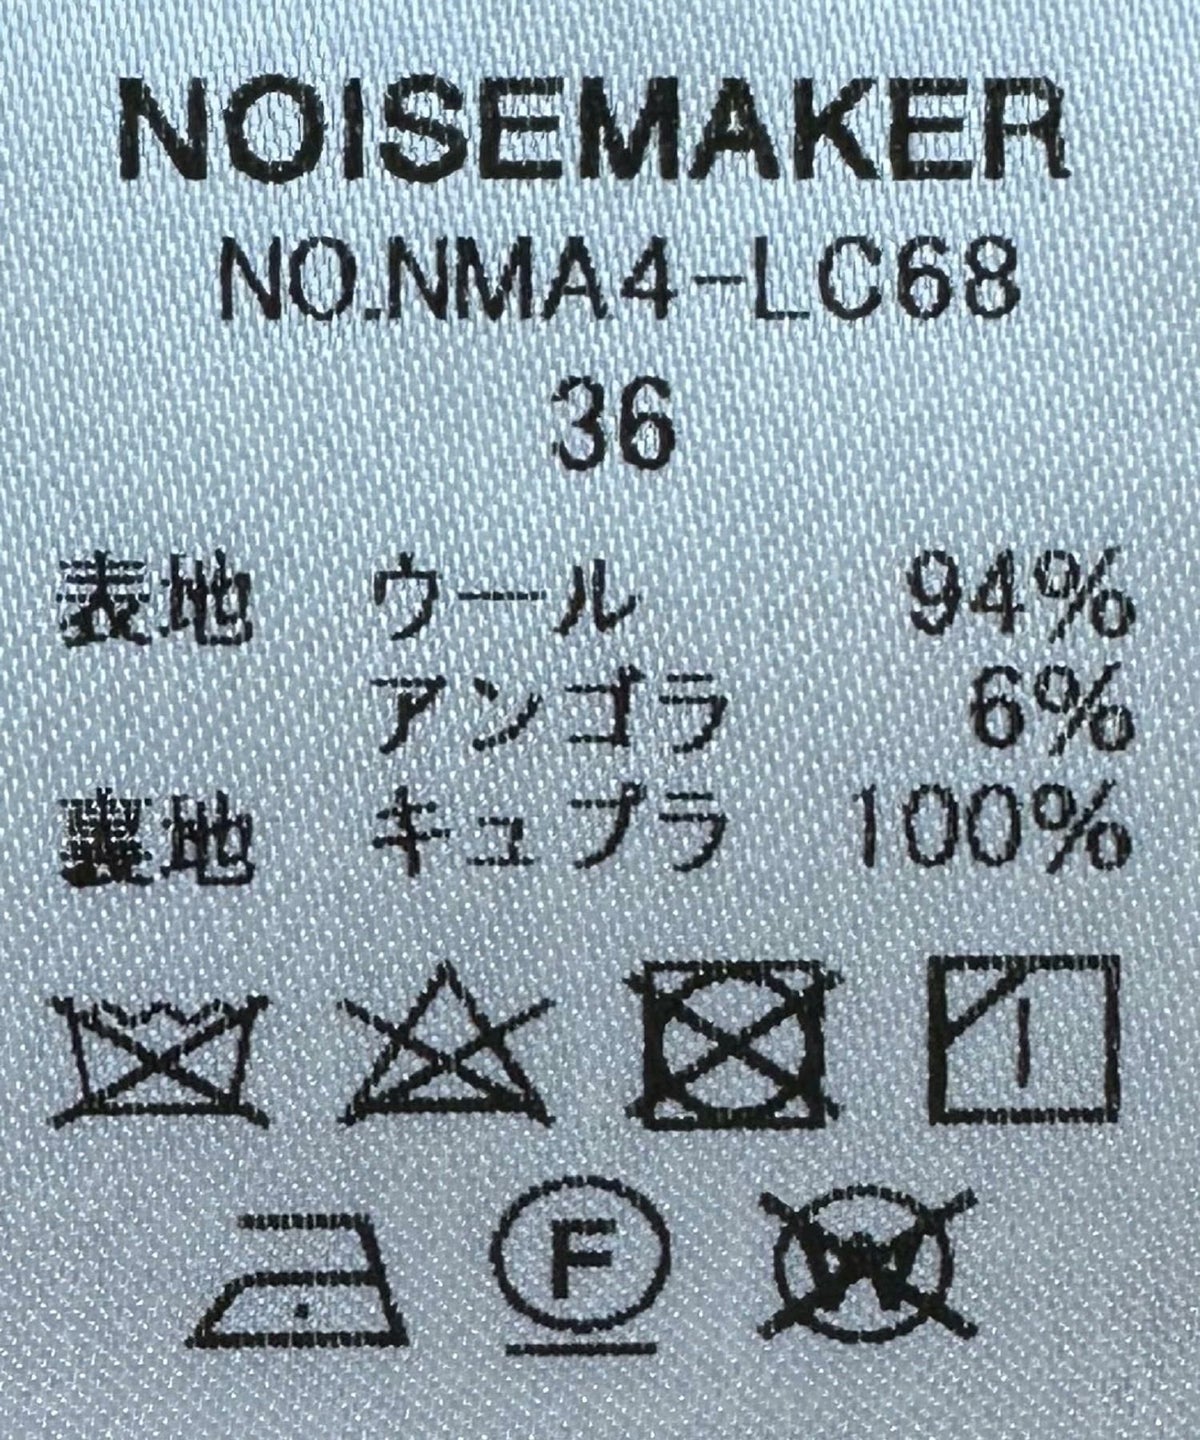 NOISEMAKER
NO.NMA4-LC68
36
表地 ウール 94%
アンゴラ 6%
裏地 キュプラ 100%
F
W